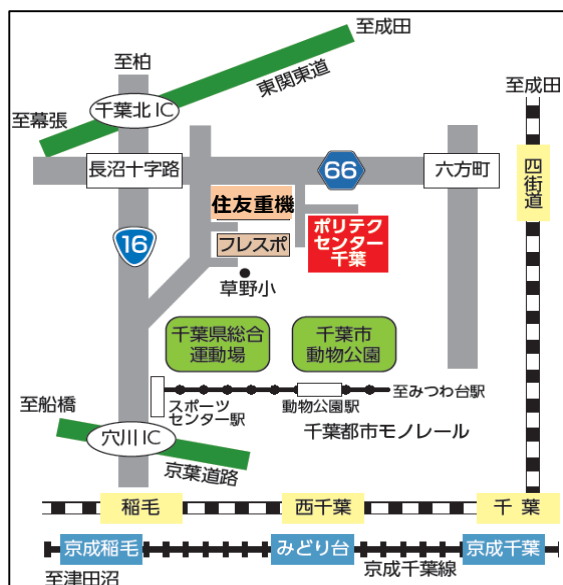 至成田
至柏
東関東道
至成田
千葉北IC
至幕張
長沼十字路
66
六方町
四街道
住友重機
ポリテク
センター
千葉
16
フレスポ
草野小
千葉県総合
運動場
千葉市
動物公園
至みつわ台駅
至船橋
スポーツ
センター駅
動物公園駅
千葉都市モノレール
穴川IC
京葉道路
稲毛
西千葉
千葉
京成稲毛
みどり台
京成千葉
京成千葉線
至津田沼